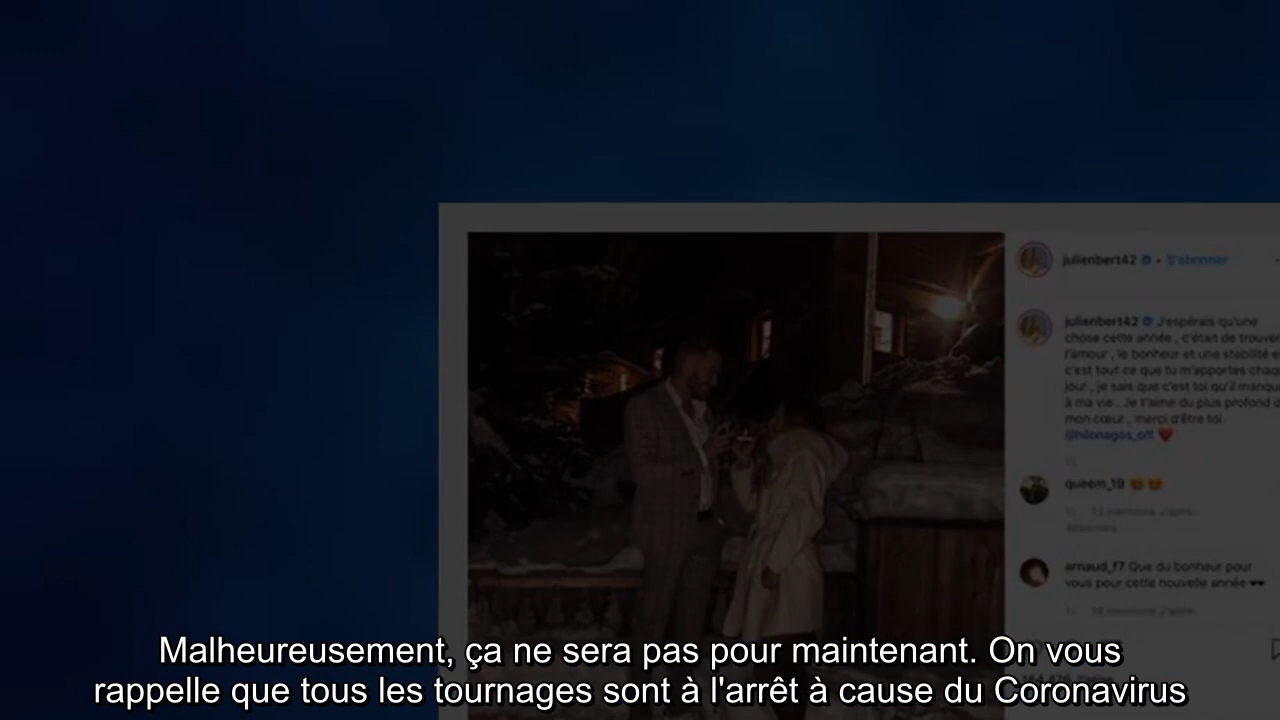 julienbert42 • S'abonner
julienbert42 J'espérais qu'une
chose cette année , c'était de trouver
l'amour , le bonheur et une stabilité e
c'est tout ce que tu m'apportes chaq
jour , je sais que c'est toi qu'il manqu
à ma vie . Je t'aime du plus profond d
mon cœur , merci d'être toi
@hilonagos_off ❤️
queem_19 😍😍
Répondre
arnaud_f7 Que du bonheur pour
vous pour cette nouvelle année 🕶️
Malheureusement, ça ne sera pas pour maintenant. On vous
rappelle que tous les tournages sont à l'arrêt à cause du Coronavirus